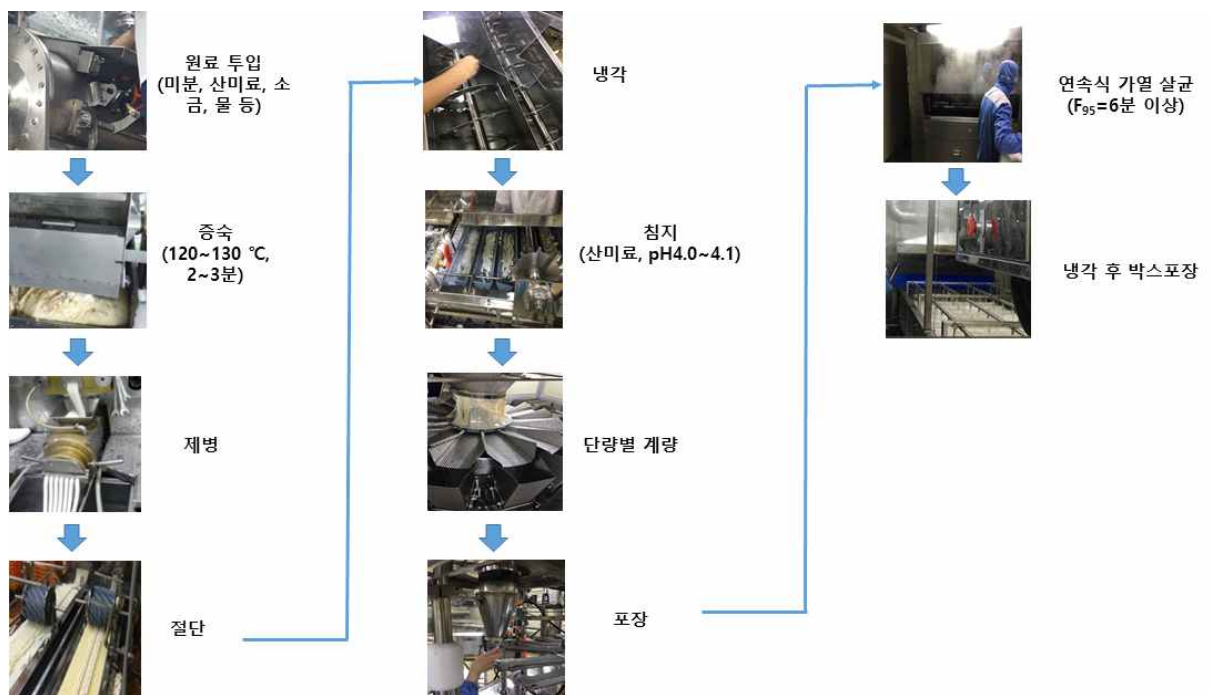 원료 투입
(미분, 산미료, 소
금, 물 등)
증숙
(120~130 ℃,
2~3분)
제병
절단
냉각
침지
(산미료, pH4.0~4.1)
단량별 계량
포장
연속식 가열 살균
(F₉₅=6분 이상)
냉각 후 박스포장